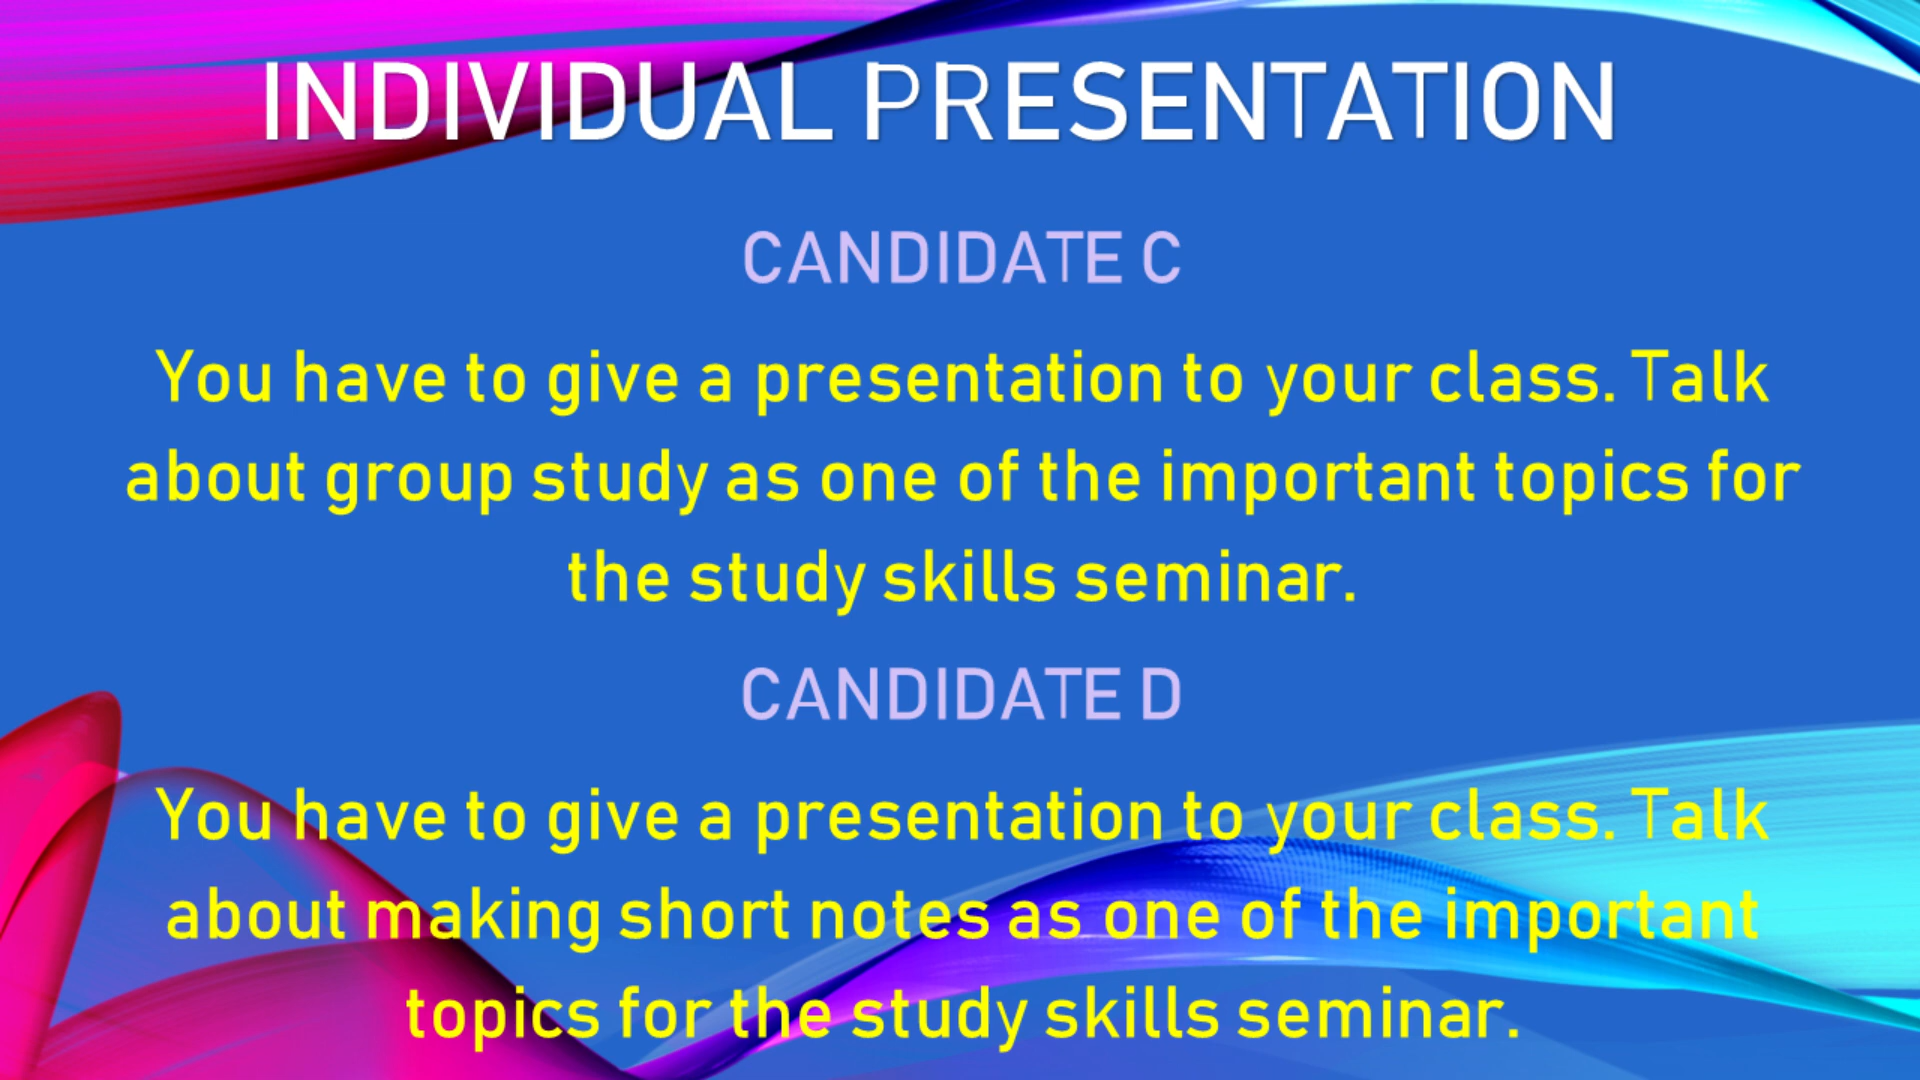 INDIVIDUAL PRESENTATION
CANDIDATE C
You have to give a presentation to your class. Talk
about group study as one of the important topics for
the study skills seminar.
CANDIDATE D
You have to give a presentation to your class. Talk
about making short notes as one of the important
topics for the study skills seminar.